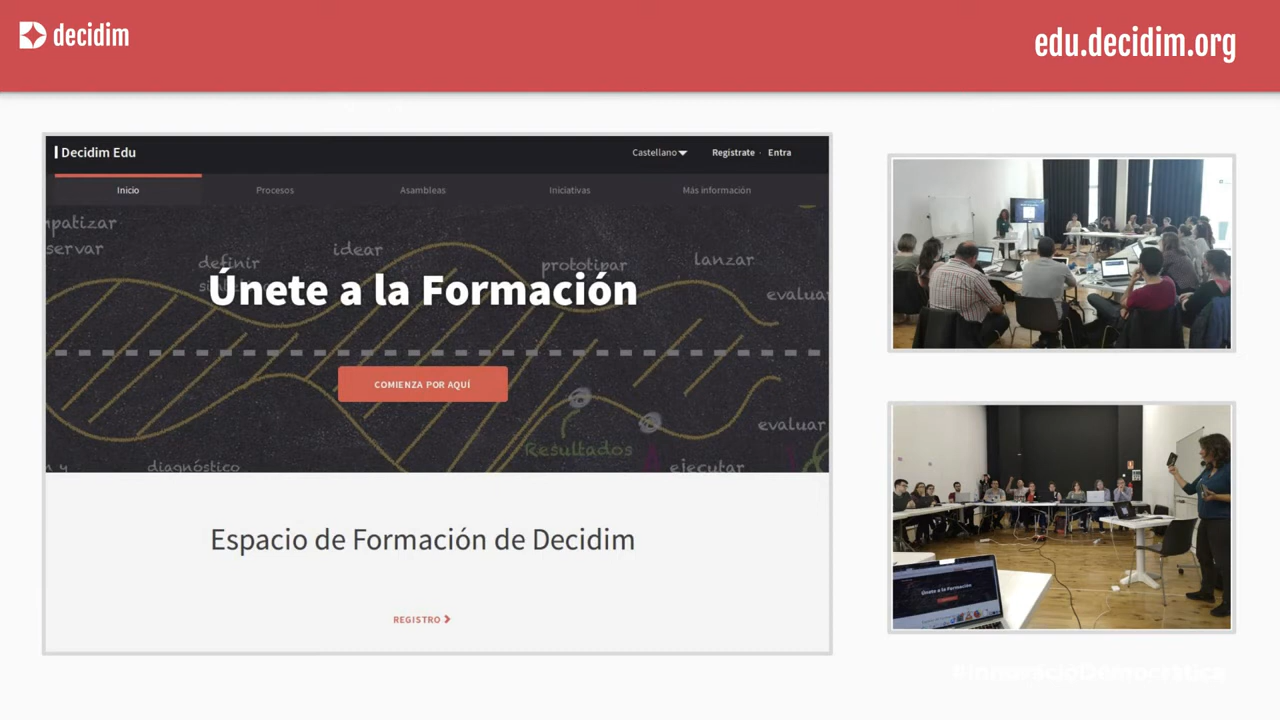 decidim
edu.decidim.org
Decidim Edu
Castellano
Regístrate · Entra
Inicio
Procesos
Asambleas
Iniciativas
Más información
mpatizar
servar
definir
idear
prototipar
lanzar
evaluar
Únete a la Formación
COMIENZA POR AQUÍ
Resultados
evaluar
n y
diagnóstico
ejecutar
Espacio de Formación de Decidim
REGISTRO
Únete a la Formación
#InnovacióDemocràtica